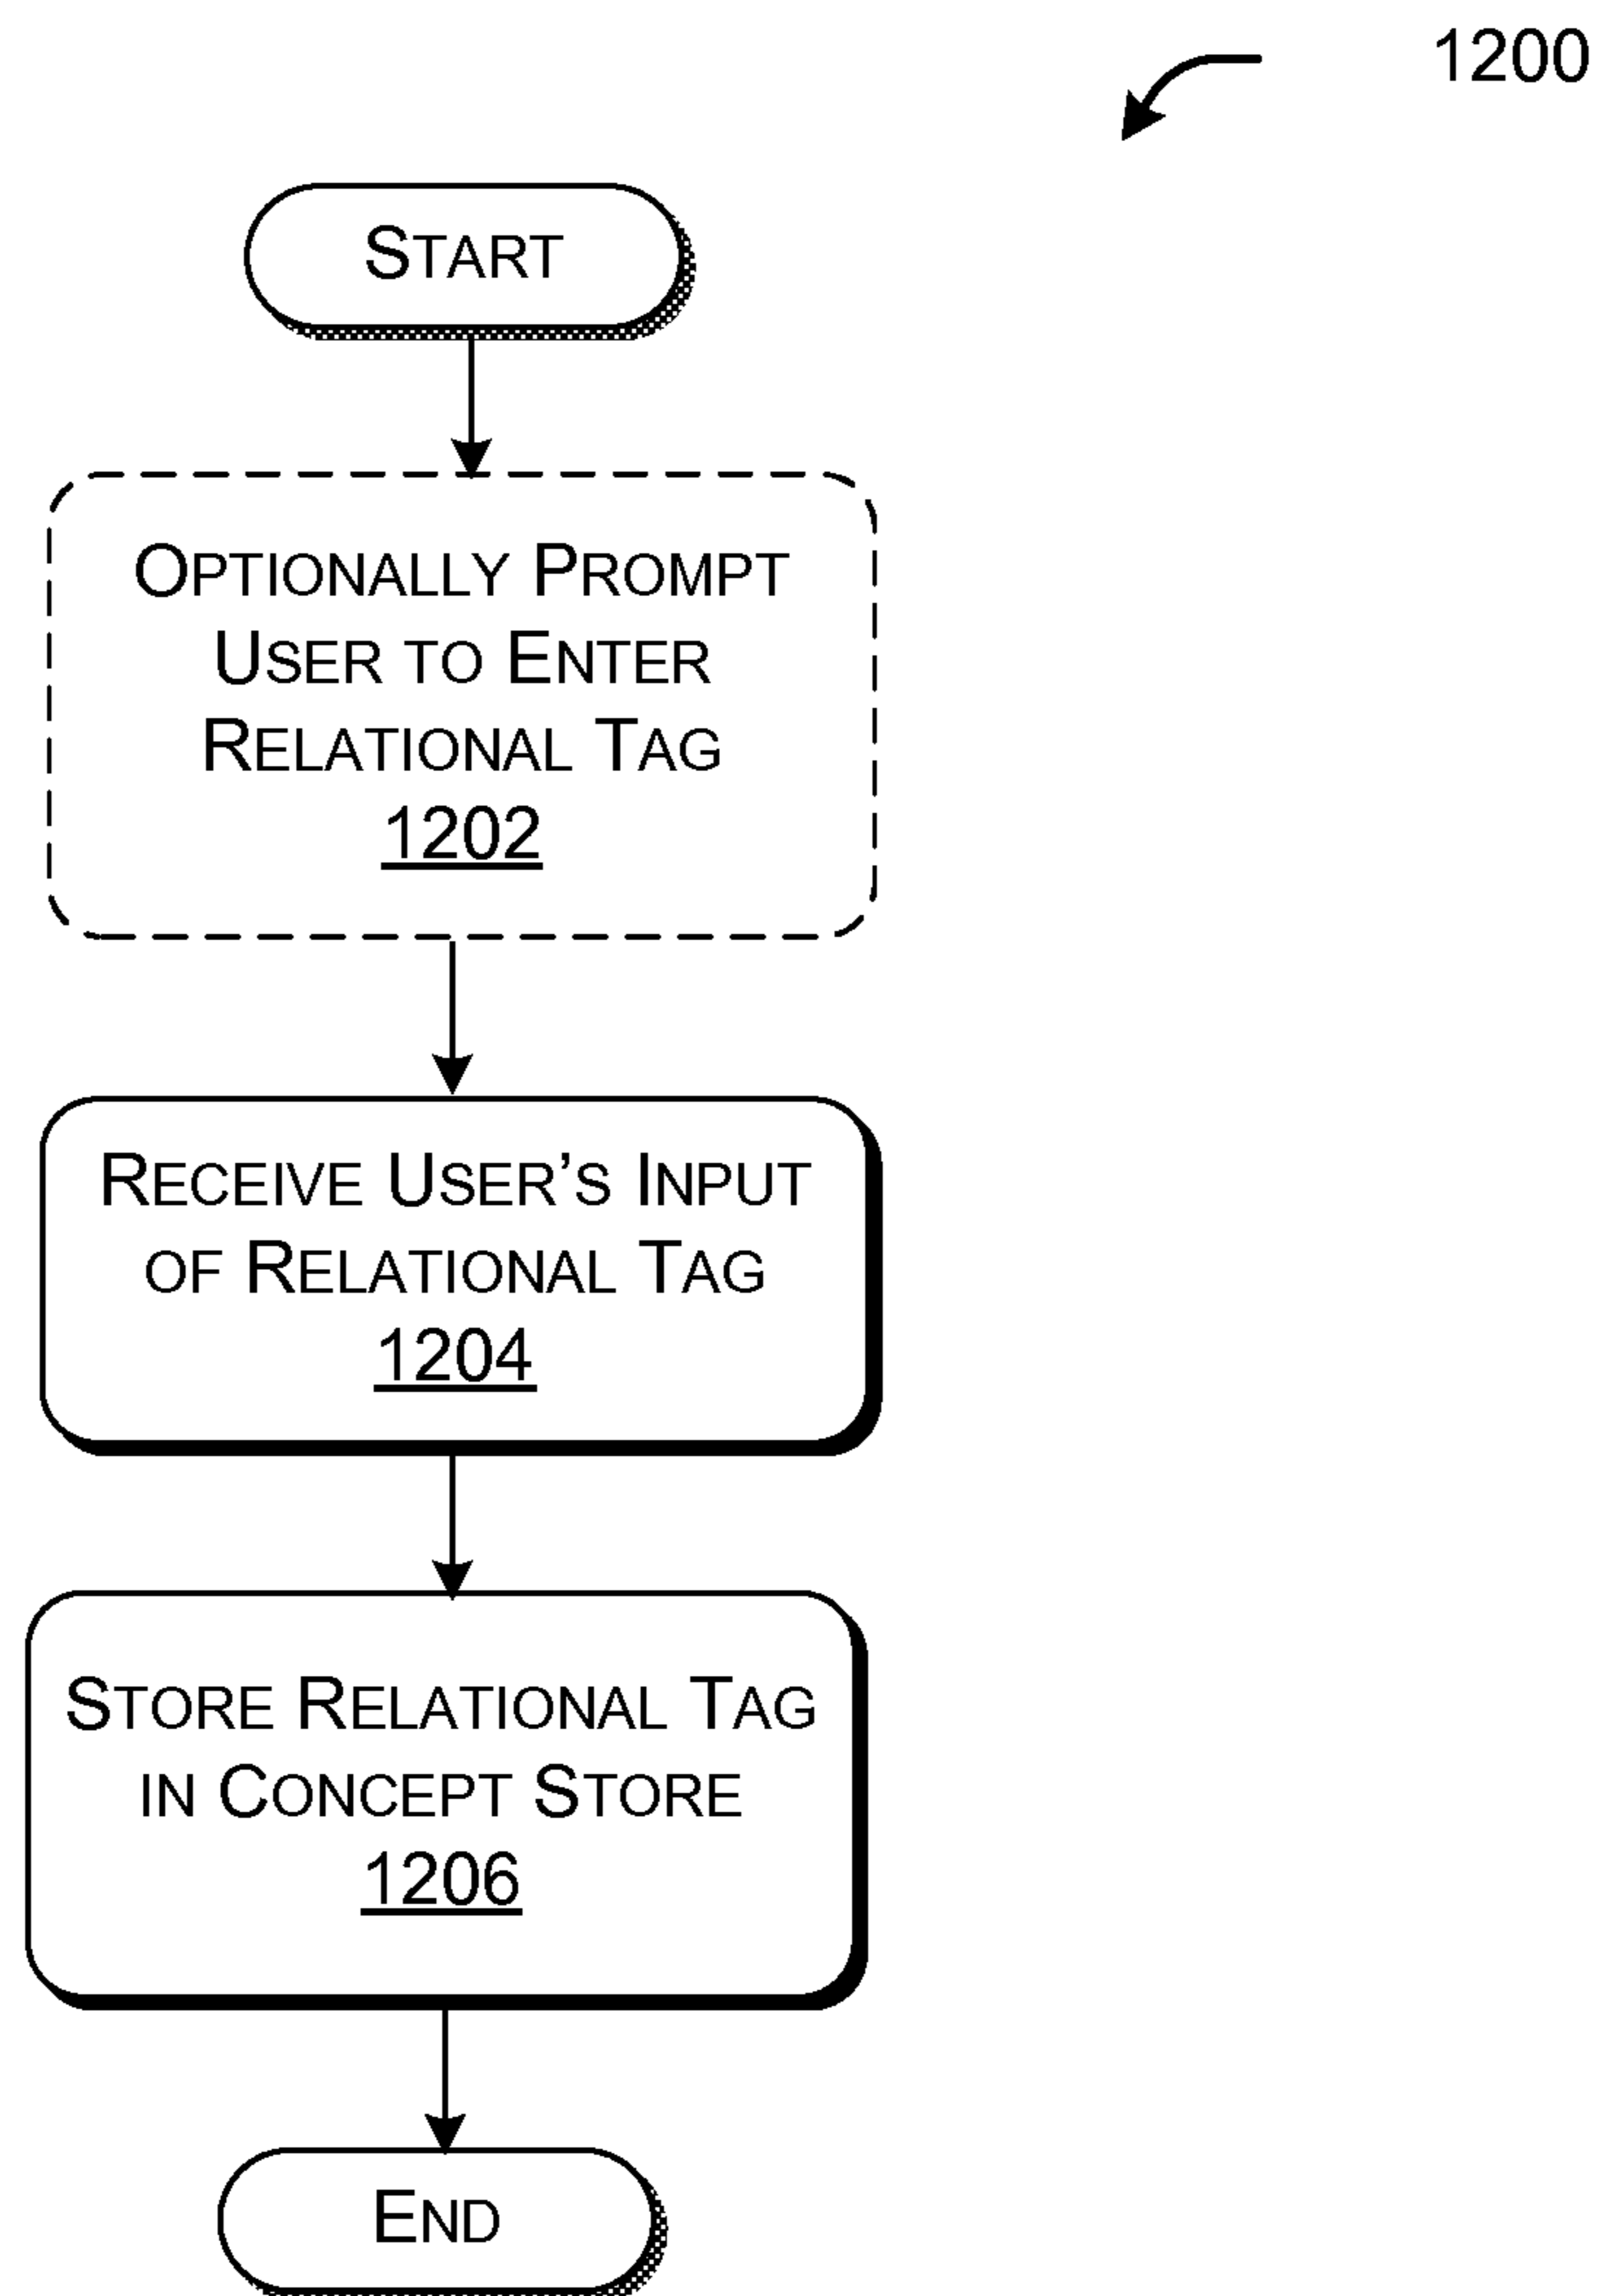 1200
START
OPTIONALLY PROMPT
USER TO ENTER
RELATIONAL TAG
1202
RECEIVE USER’S INPUT
OF RELATIONAL TAG
1204
STORE RELATIONAL TAG
IN CONCEPT STORE
1206
END